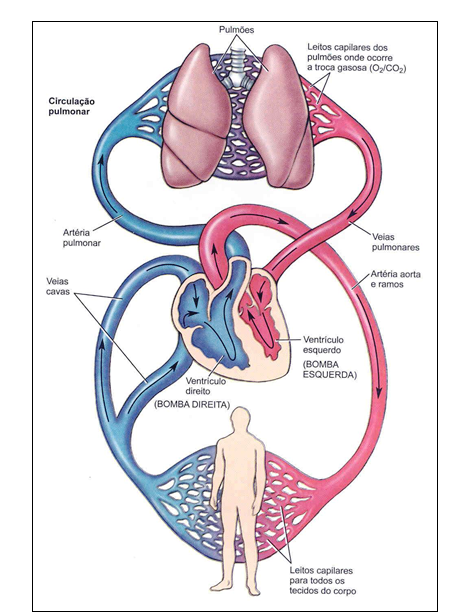 Pulmões
Leitos capilares dos
pulmões onde ocorre
a troca gasosa (O₂/CO₂)
Circulação
pulmonar
Artéria
pulmonar
Veias
pulmonares
Veias
cavas
Artéria aorta
e ramos
Ventrículo
esquerdo
(BOMBA
ESQUERDA)
Ventrículo
direito
(BOMBA DIREITA)
Leitos capilares
para todos os
tecidos do corpo